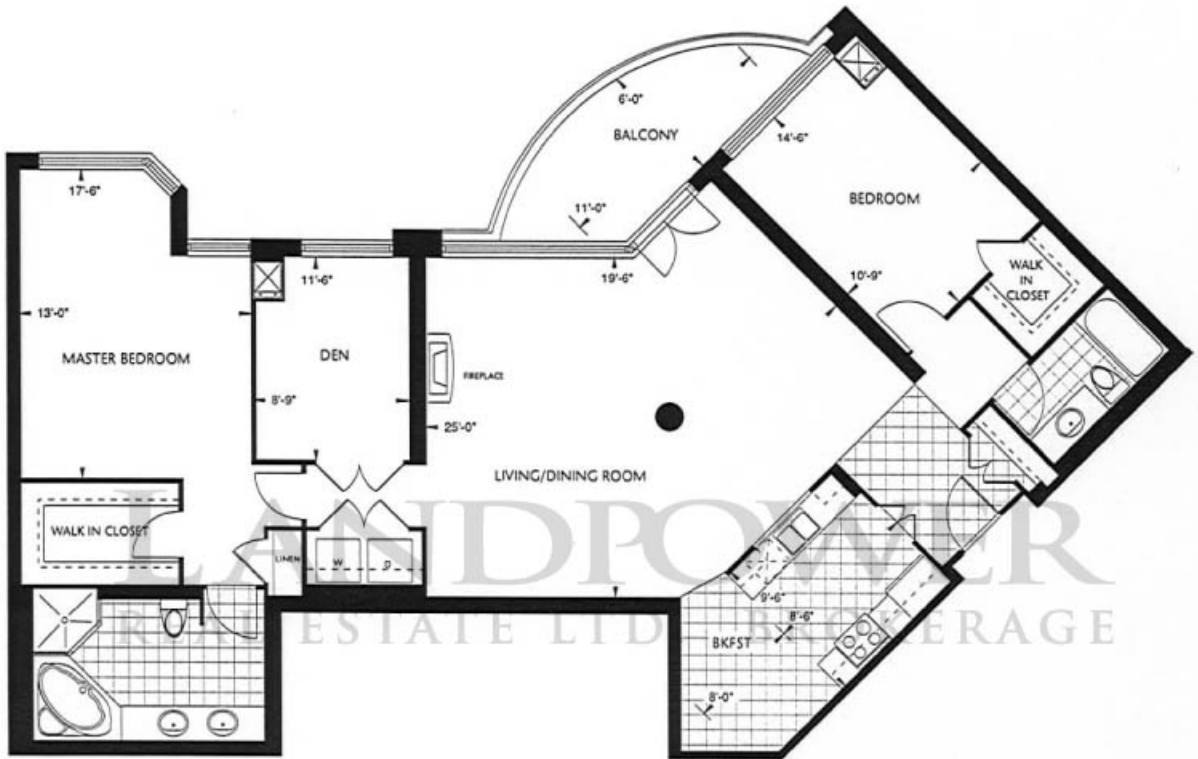 6'-0"
BALCONY
14'-6"
17'-6"
BEDROOM
11'-0"
11'-6"
19'-6"
WALK
IN
CLOSET
10'-9"
13'-0"
MASTER BEDROOM
DEN
FIREPLACE
8'-9"
25'-0"
LIVING/DINING ROOM
WALK IN CLOSET
LANDPOWER
LINEN
W
D
9'-6"
8'-6"
REAL ESTATE LTD. BROKERAGE
BKFST
8'-0"